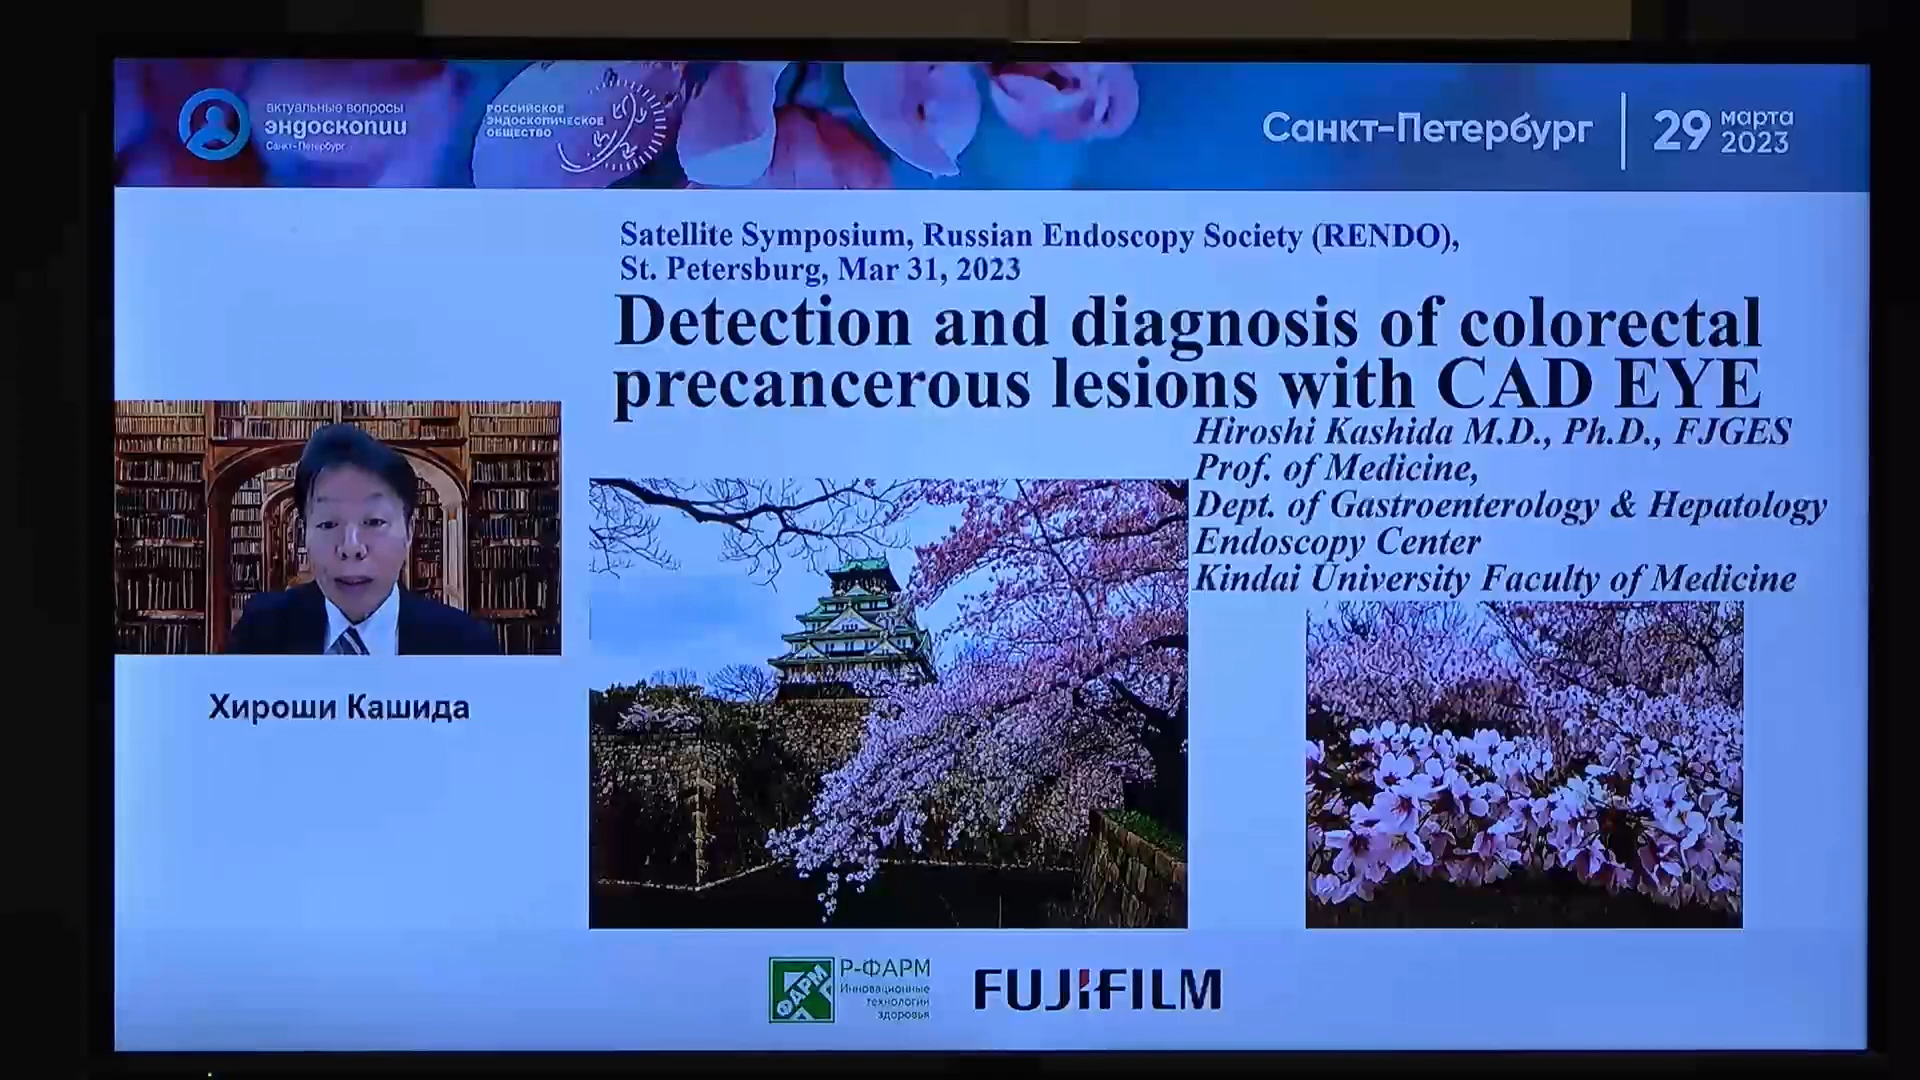 актуальные вопросы
эндоскопии
Санкт-Петербург
РОССИЙСКОЕ
ЭНДОСКОПИЧЕСКОЕ
ОБЩЕСТВО
Санкт-Петербург
29
марта
2023
Satellite Symposium, Russian Endoscopy Society (RENDO),
St. Petersburg, Mar 31, 2023
Detection and diagnosis of colorectal
precancerous lesions with CAD EYE
Hiroshi Kashida M.D., Ph.D., FJGES
Prof. of Medicine,
Dept. of Gastroenterology & Hepatology
Endoscopy Center
Kindai University Faculty of Medicine
Хироши Кашида
ФАРМ
Р-ФАРМ
Инновационные
технологии
здоровья
FUJIFILM